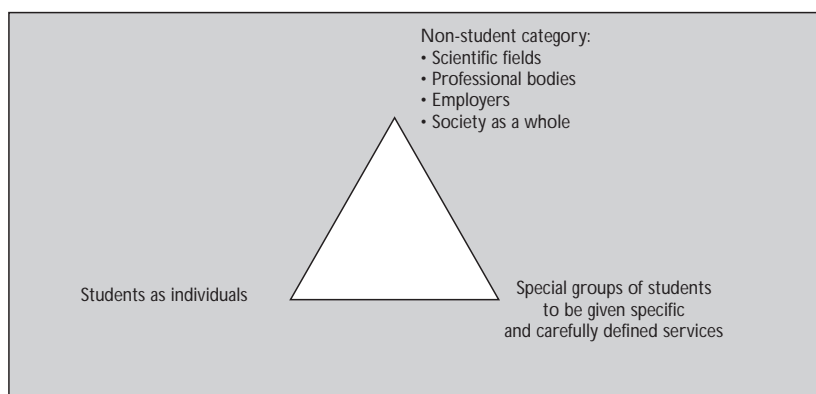 Non-student category:
• Scientific fields
• Professional bodies
• Employers
• Society as a whole
Students as individuals
Special groups of students
to be given specific
and carefully defined services